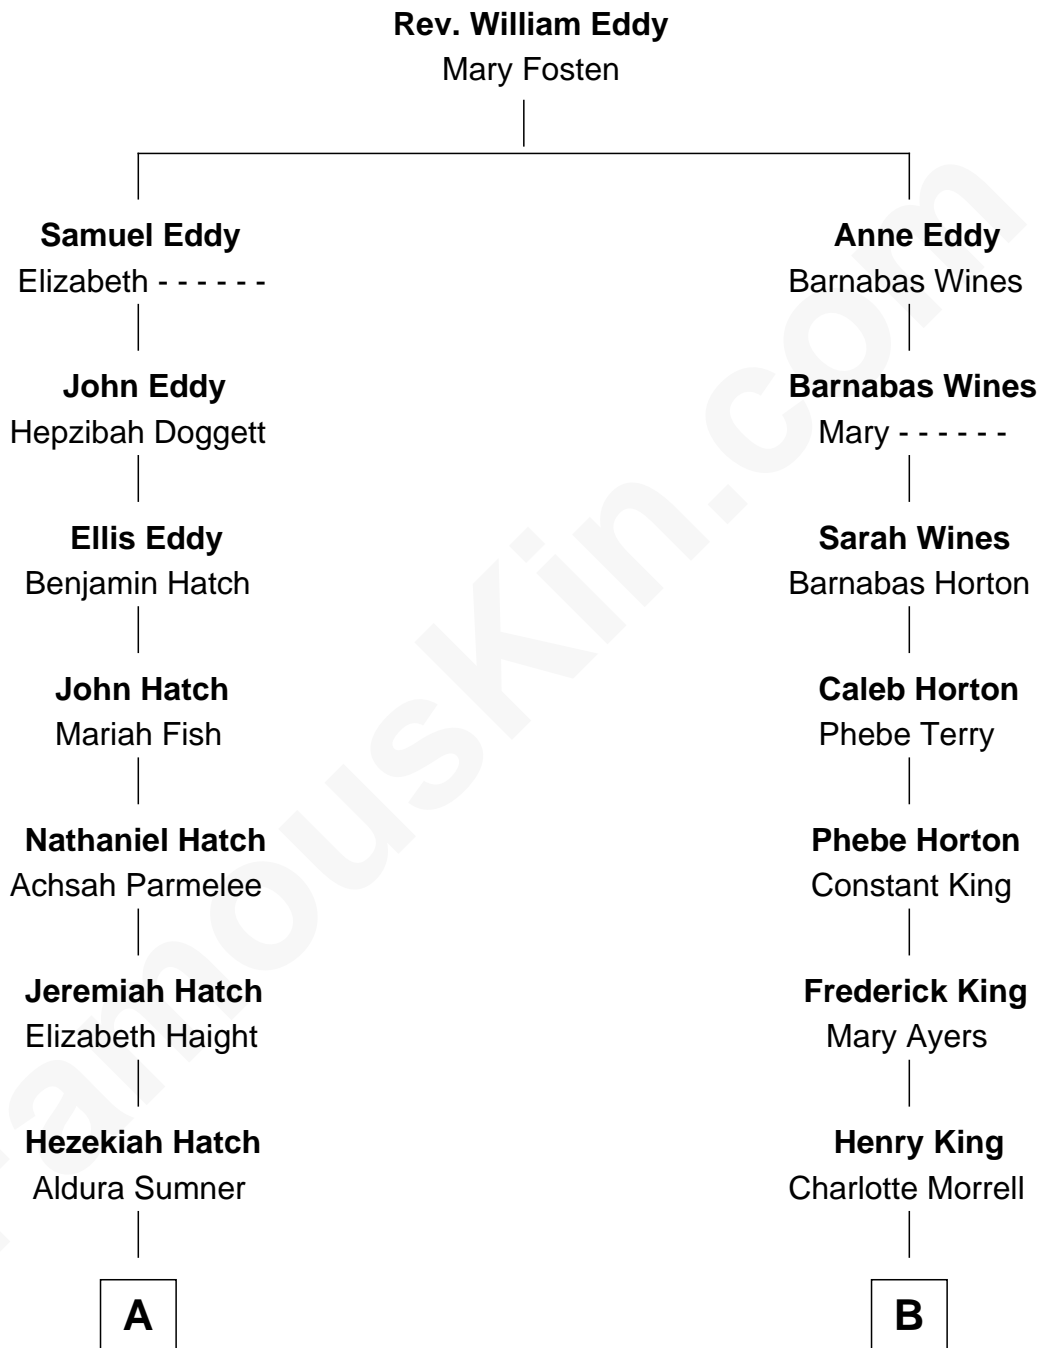 Rev. William Eddy
Mary Fosten
Samuel Eddy
Elizabeth - - - - - -
Anne Eddy
Barnabas Wines
John Eddy
Hepzibah Doggett
Barnabas Wines
Mary - - - - - -
Ellis Eddy
Benjamin Hatch
Sarah Wines
Barnabas Horton
John Hatch
Mariah Fish
Caleb Horton
Phebe Terry
Nathaniel Hatch
Achsah Parmelee
Phebe Horton
Constant King
Jeremiah Hatch
Elizabeth Haight
Frederick King
Mary Ayers
Hezekiah Hatch
Aldura Sumner
Henry King
Charlotte Morrell
A
B
FamousKin.com